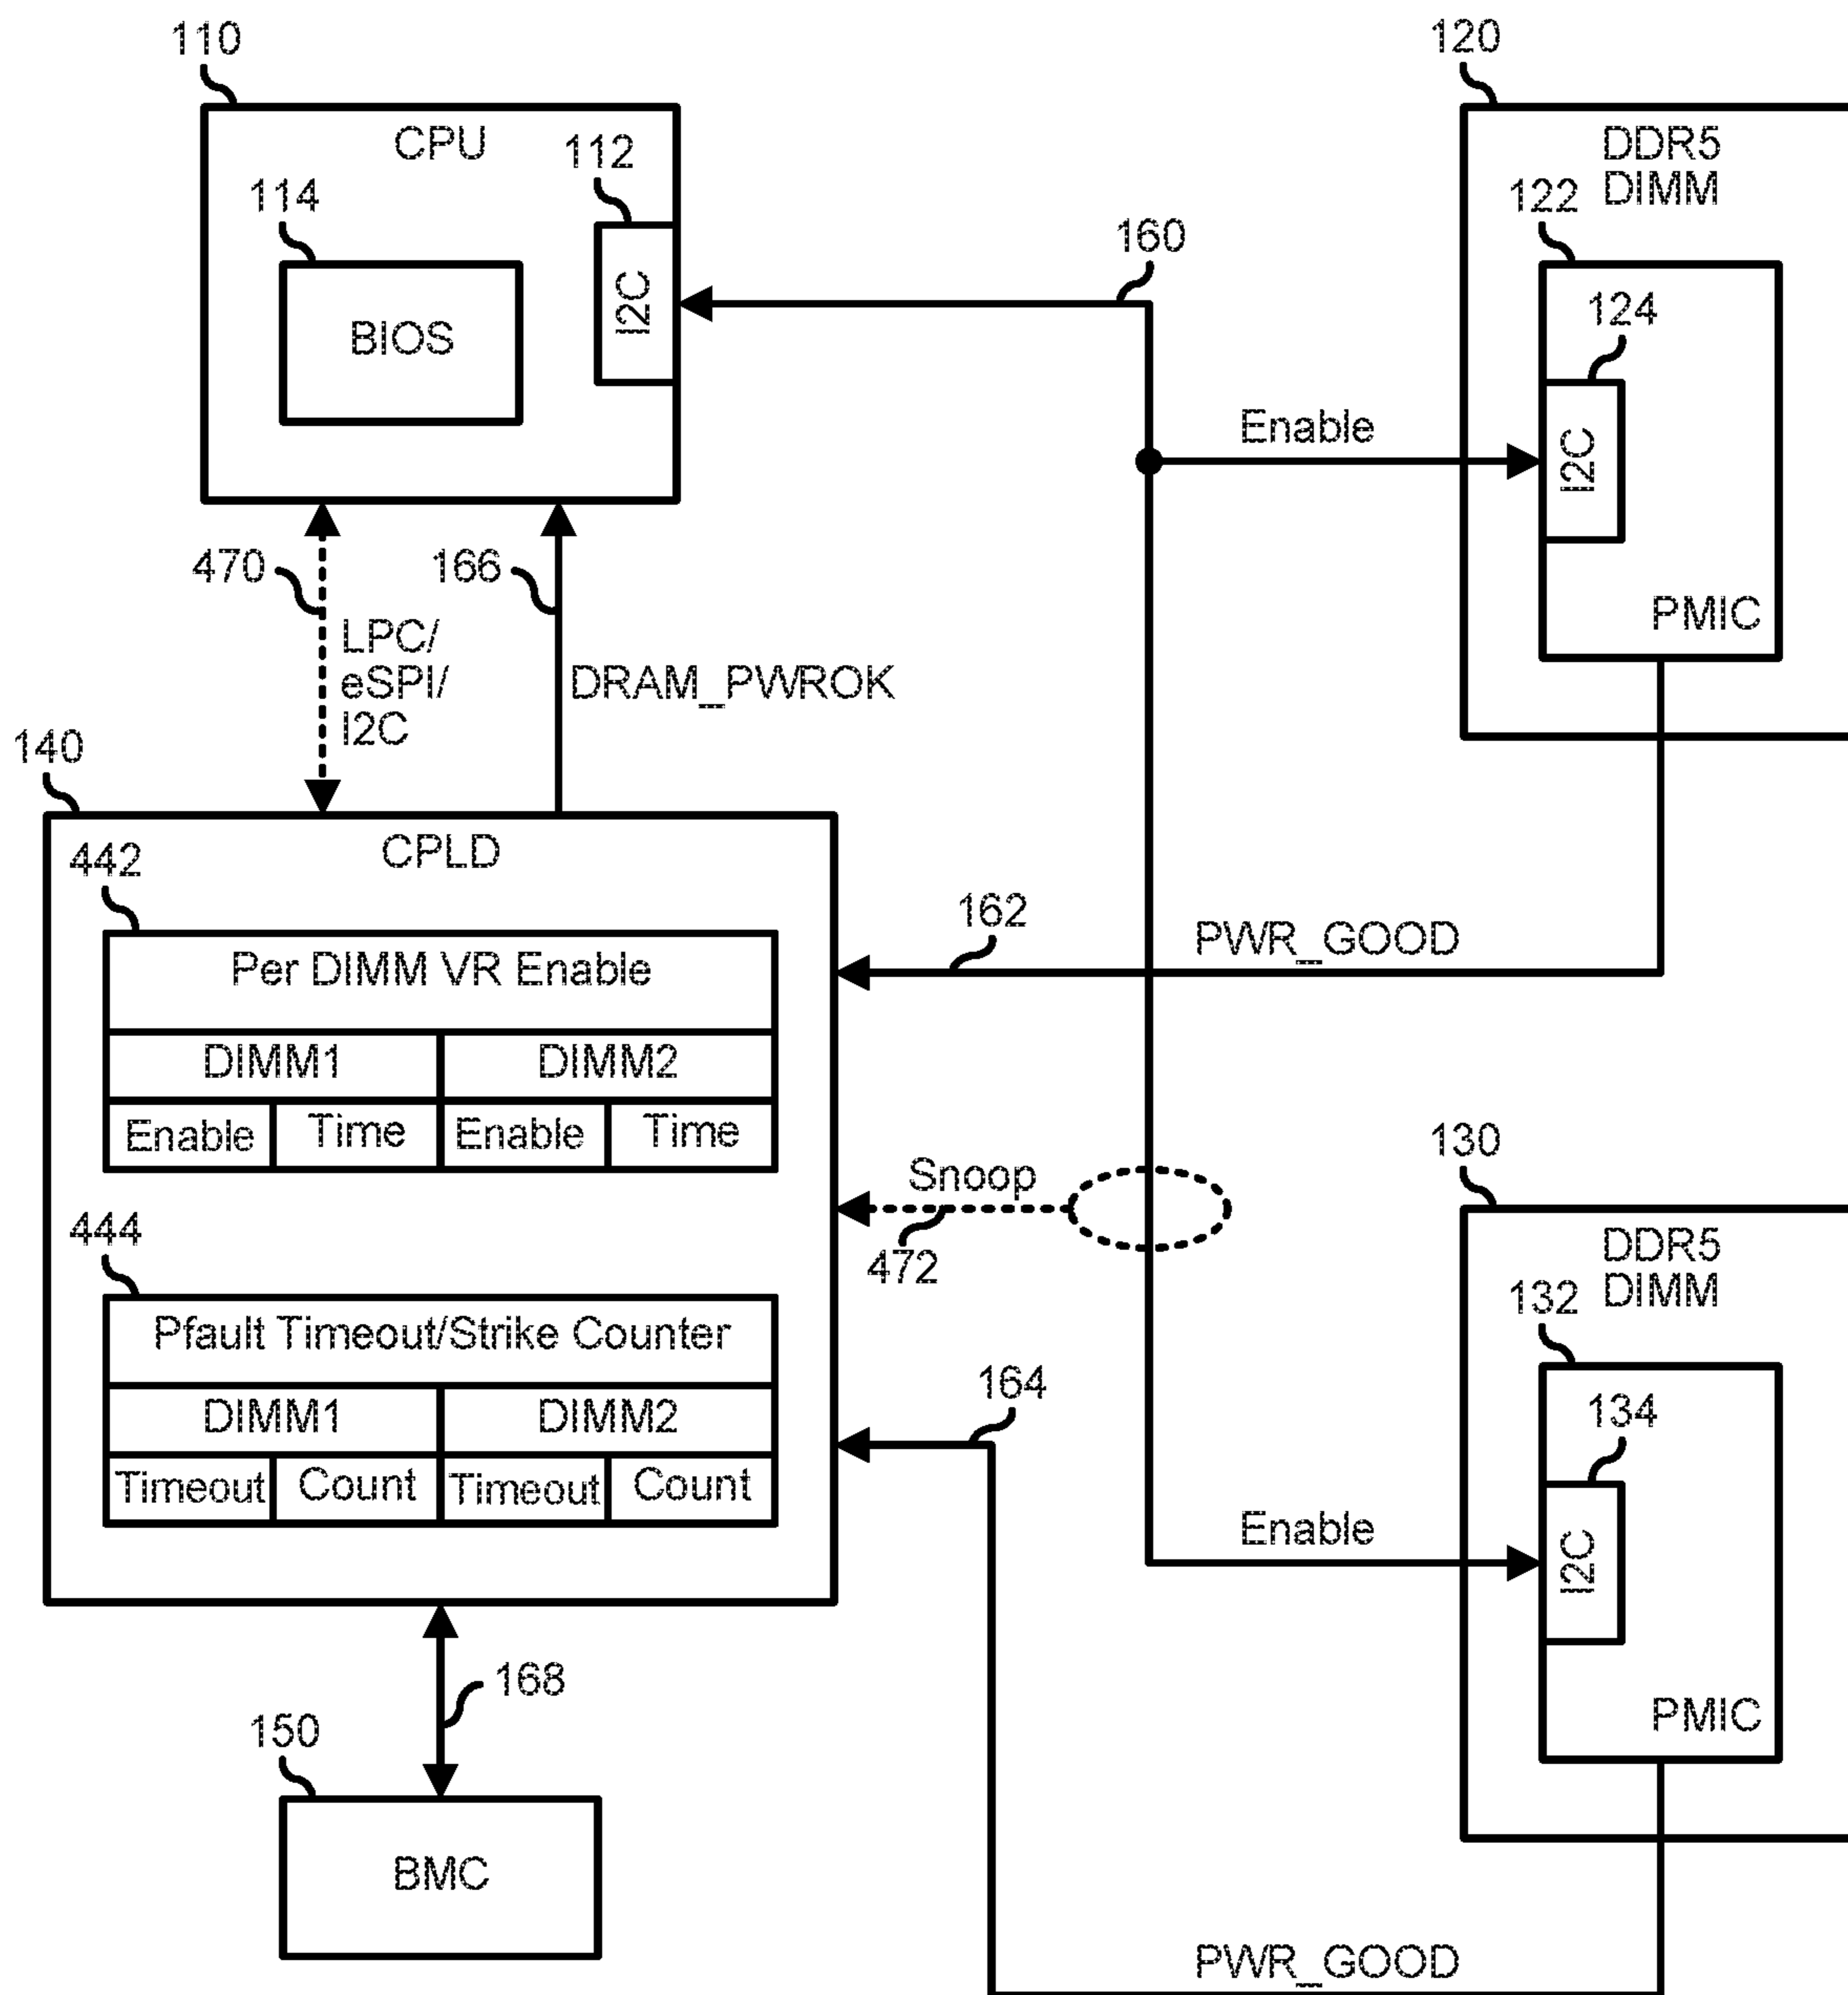 110
120
CPU
112
DDR5
DIMM
114
122
160
I2C
124
BIOS
Enable
I2C
470
166
PMIC
LPC/
eSPI/
I2C
DRAM_PWROK
140
CPLD
442
162
PWR_GOOD
Per DIMM VR Enable
DIMM1 DIMM2
Enable Time Enable Time
130
Snoop
472
444
DDR5
DIMM
132
Pfault Timeout/Strike Counter
164
134
DIMM1 DIMM2
Timeout Count Timeout Count
Enable
I2C
168
150
PMIC
BMC
PWR_GOOD